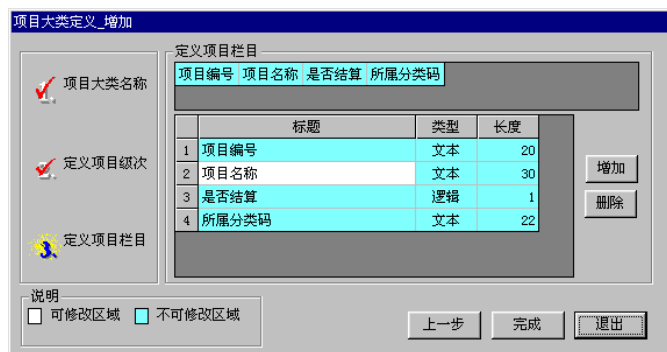 项目大类定义_增加
项目大类名称
定义项目级次
3. 定义项目栏目
定义项目栏目
项目编号 项目名称 是否结算 所属分类码
标题 类型 长度
1 项目编号 文本 20
2 项目名称 文本 30
3 是否结算 逻辑 1
4 所属分类码 文本 22
增加
删除
说明
可修改区域 不可修改区域
上一步 完成 退出